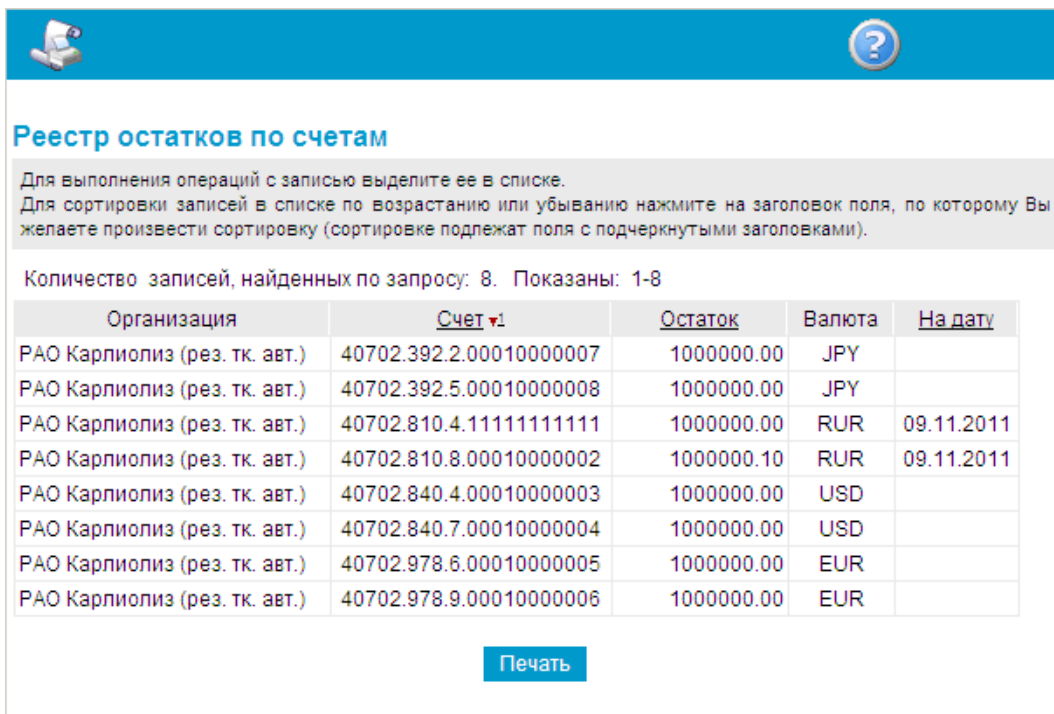 Реестр остатков по счетам
Для выполнения операций с записью выделите ее в списке.
Для сортировки записей в списке по возрастанию или убыванию нажмите на заголовок поля, по которому Вы
желаете произвести сортировку (сортировке подлежат поля с подчеркнутыми заголовками).
Количество записей, найденных по запросу: 8. Показаны: 1-8
Организация Счет ▾1 Остаток Валюта На дату
РАО Карлиолиз (рез. тк. авт.) 40702.392.2.00010000007 1000000.00 JPY
РАО Карлиолиз (рез. тк. авт.) 40702.392.5.00010000008 1000000.00 JPY
РАО Карлиолиз (рез. тк. авт.) 40702.810.4.11111111111 1000000.00 RUR 09.11.2011
РАО Карлиолиз (рез. тк. авт.) 40702.810.8.00010000002 1000000.10 RUR 09.11.2011
РАО Карлиолиз (рез. тк. авт.) 40702.840.4.00010000003 1000000.00 USD
РАО Карлиолиз (рез. тк. авт.) 40702.840.7.00010000004 1000000.00 USD
РАО Карлиолиз (рез. тк. авт.) 40702.978.6.00010000005 1000000.00 EUR
РАО Карлиолиз (рез. тк. авт.) 40702.978.9.00010000006 1000000.00 EUR
Печать